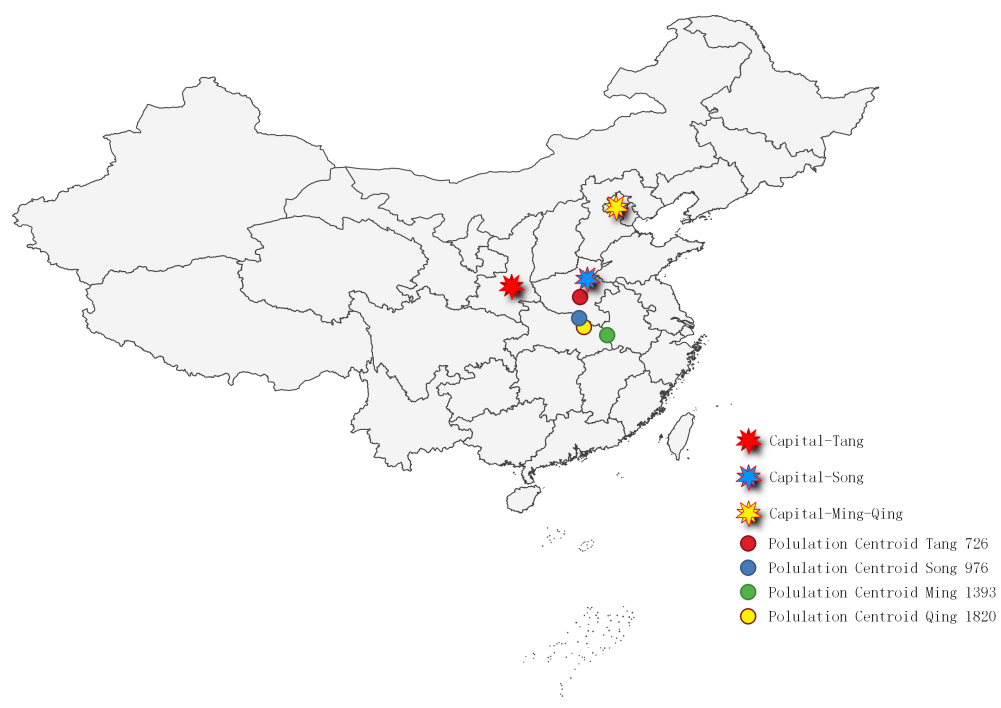 Capital-Tang
Capital-Song
Capital-Ming-Qing
Polulation Centroid Tang 726
Polulation Centroid Song 976
Polulation Centroid Ming 1393
Polulation Centroid Qing 1820